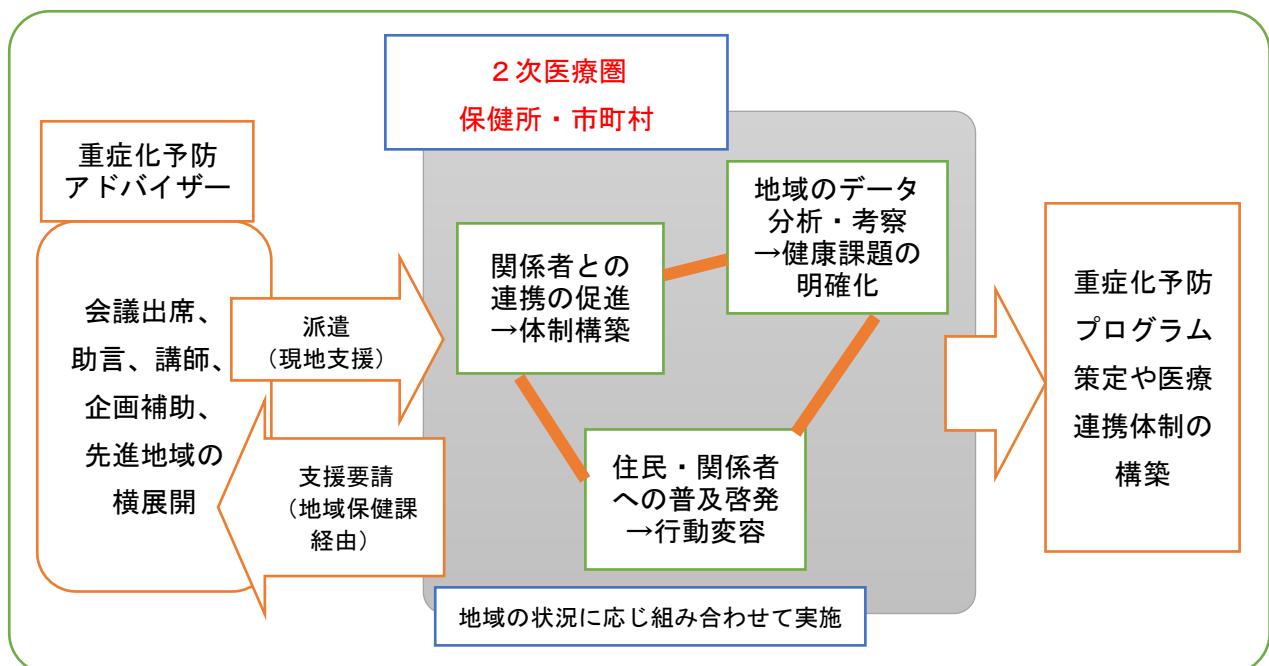 ２次医療圏
保健所・市町村
重症化予防
アドバイザー
会議出席、
助言、講師、
企画補助、
先進地域の
横展開
派遣
（現地支援）
支援要請
（地域保健課
経由）
関係者との
連携の促進
→体制構築
地域のデータ
分析・考察
→健康課題の
明確化
住民・関係者
への普及啓発
→行動変容
地域の状況に応じ組み合わせて実施
重症化予防
プログラム
策定や医療
連携体制の
構築